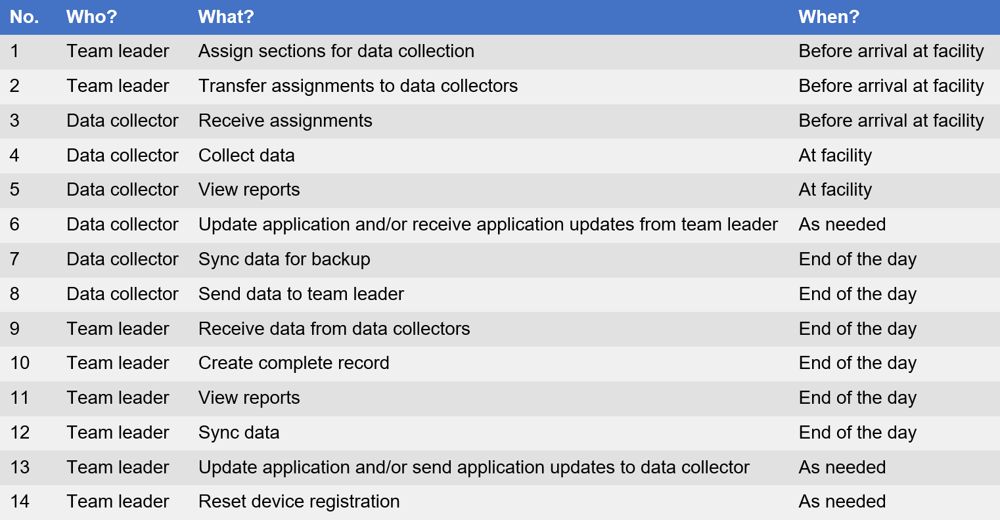 No. Who? What? When?
1 Team leader Assign sections for data collection Before arrival at facility
2 Team leader Transfer assignments to data collectors Before arrival at facility
3 Data collector Receive assignments Before arrival at facility
4 Data collector Collect data At facility
5 Data collector View reports At facility
6 Data collector Update application and/or receive application updates from team leader As needed
7 Data collector Sync data for backup End of the day
8 Data collector Send data to team leader End of the day
9 Team leader Receive data from data collectors End of the day
10 Team leader Create complete record End of the day
11 Team leader View reports End of the day
12 Team leader Sync data End of the day
13 Team leader Update application and/or send application updates to data collector As needed
14 Team leader Reset device registration As needed